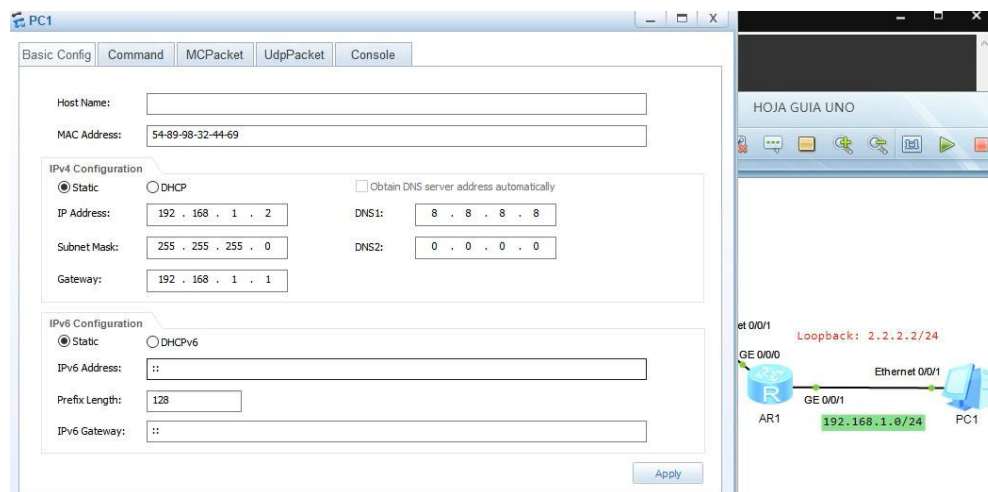 PC1
X
Basic Config Command MCPacket UdpPacket Console
Host Name:
MAC Address: 54-89-98-32-44-69
IPv4 Configuration
Static DHCP Obtain DNS server address automatically
IP Address: 192 . 168 . 1 . 2 DNS1: 8 . 8 . 8 . 8
Subnet Mask: 255 . 255 . 255 . 0 DNS2: 0 . 0 . 0 . 0
Gateway: 192 . 168 . 1 . 1
IPv6 Configuration
Static DHCPv6
IPv6 Address: ::
Prefix Length: 128
IPv6 Gateway: ::
Apply
HOJA GUIA UNO
1:1
et 0/0/1
Loopback: 2.2.2.2/24
GE 0/0/0
Ethernet 0/0/1
R
GE 0/0/1
AR1
192.168.1.0/24
PC1